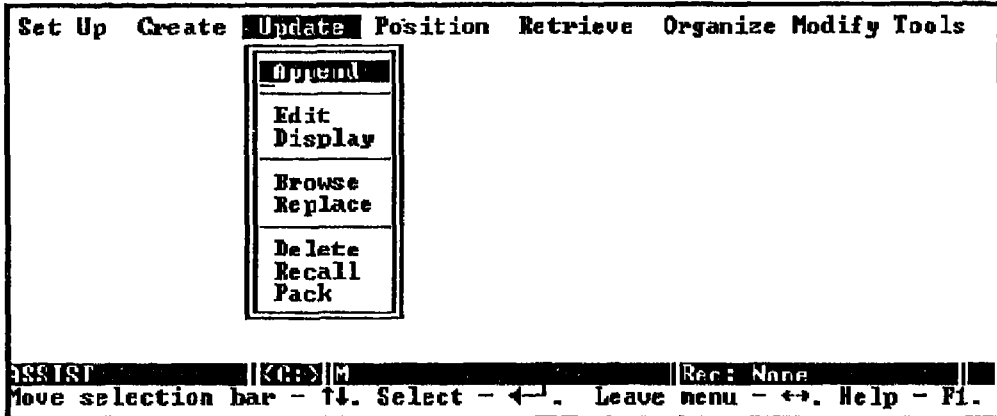 Set Up Create Update Position Retrieve Organize Modify Tools
Append
Edit
Display
Browse
Replace
Delete
Recall
Pack
ASSIST <C:> M Rec: None
Move selection bar - ↑↓. Select - ←┘. Leave menu - ↔. Help - F1.